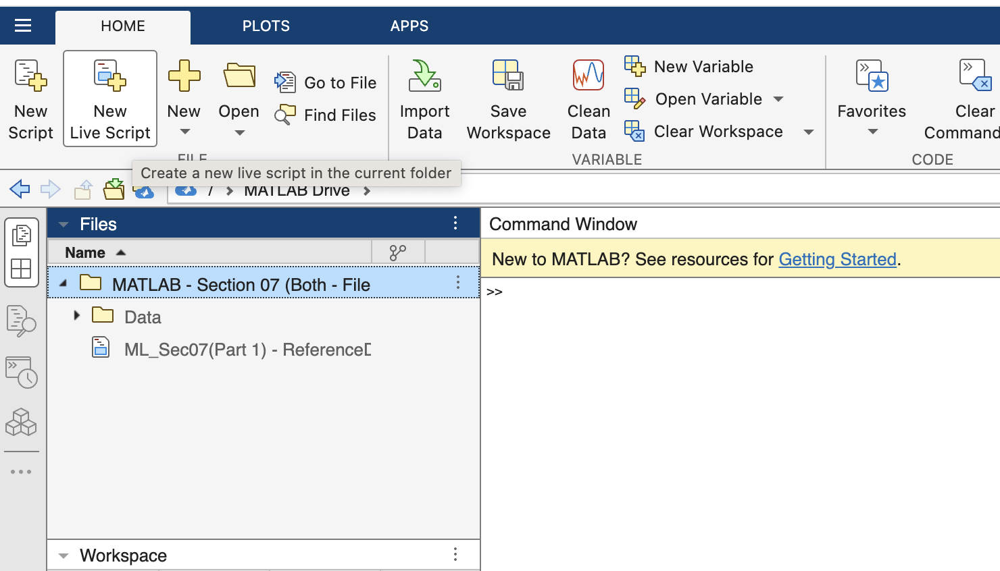 HOME PLOTS APPS
New Script
New Live Script
New
Open
Go to File
Find Files
FILE
Import Data
Save Workspace
Clean Data
New Variable
Open Variable
Clear Workspace
VARIABLE
Favorites
Clear Command
CODE
Create a new live script in the current folder
/ > MATLAB Drive >
Files
Name
MATLAB - Section 07 (Both - File
Data
ML_Sec07(Part 1) - Reference
Workspace
Command Window
New to MATLAB? See resources for Getting Started.
>>